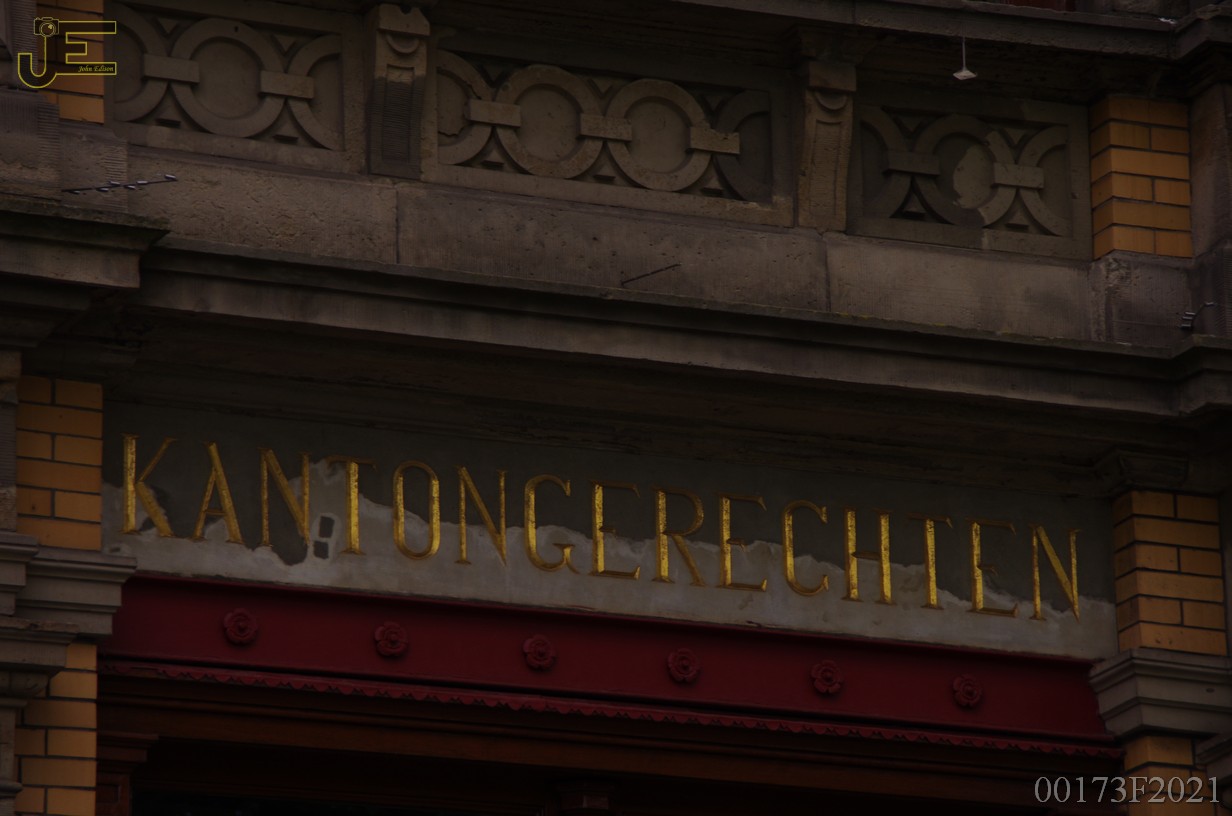 JE
John Edison
KANTONGERECHTEN
00173F2021